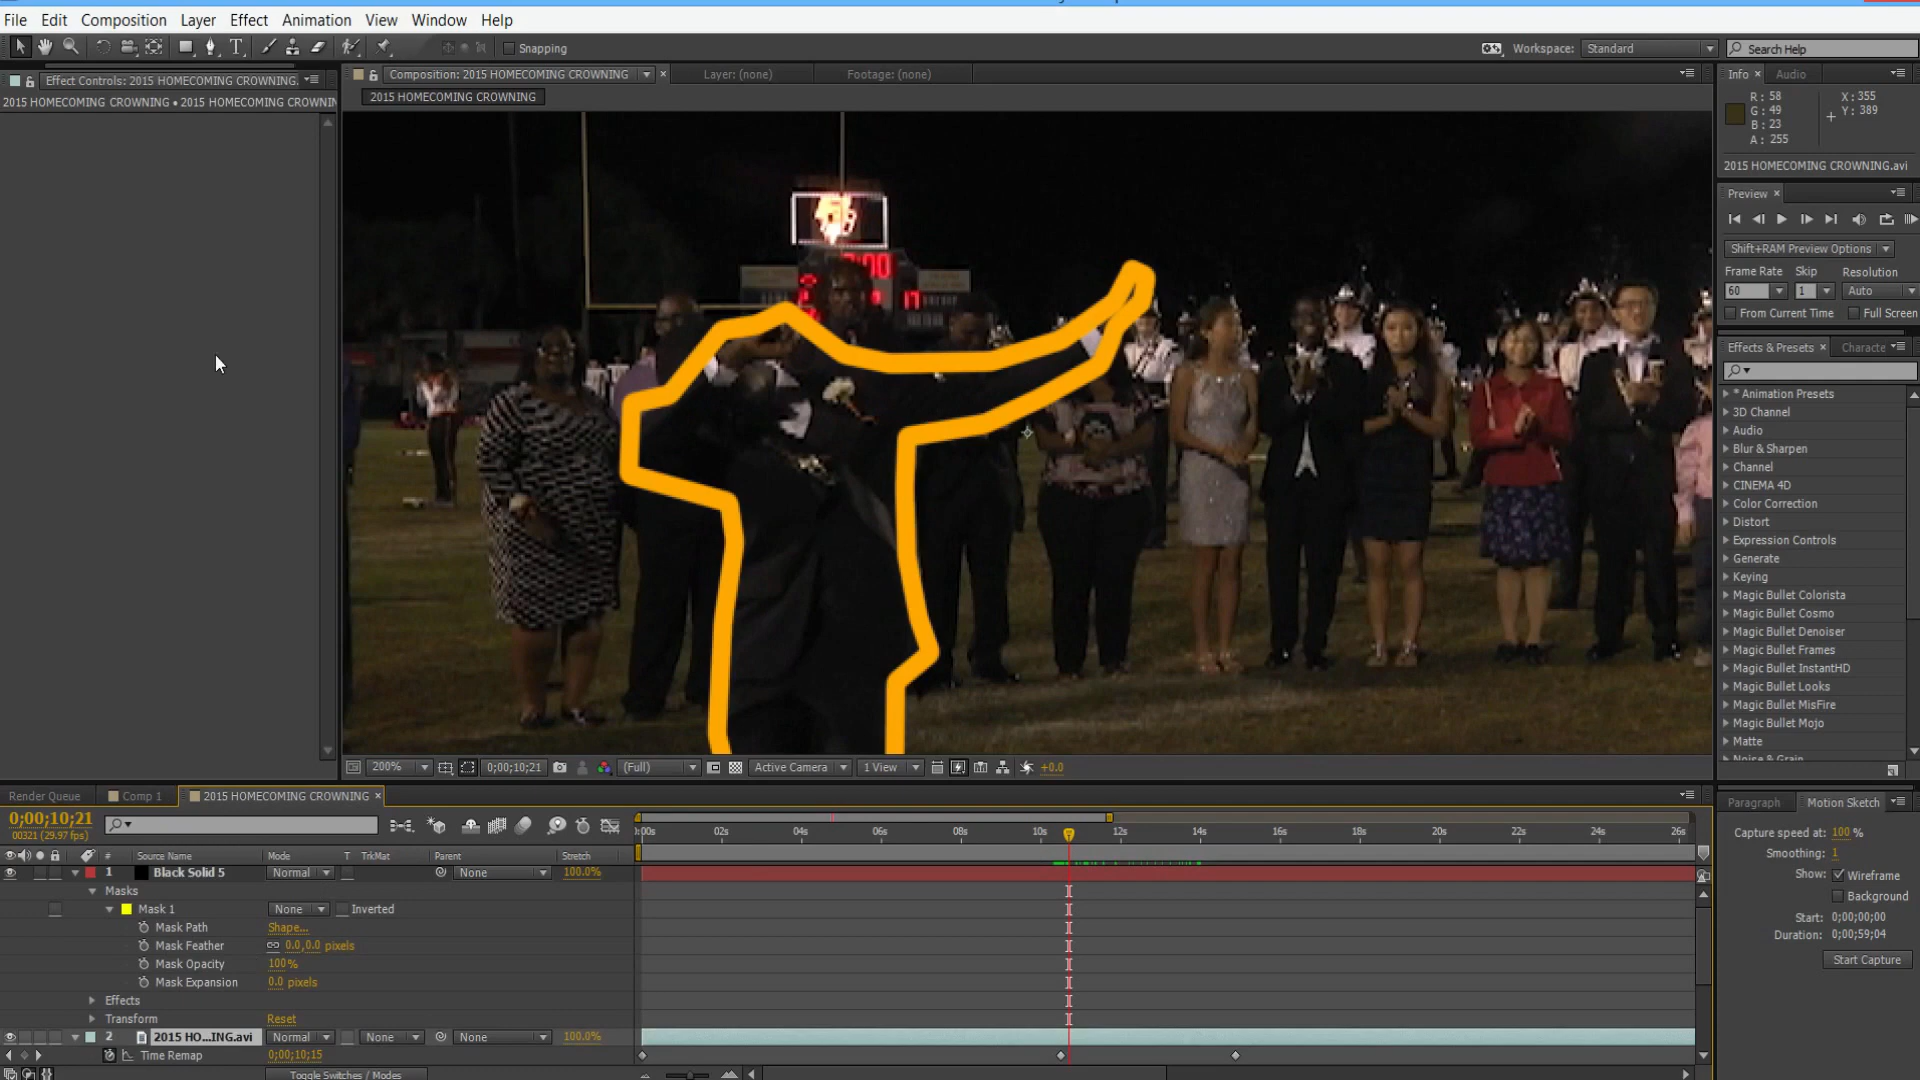 File Edit Composition Layer Effect Animation View Window Help
Snapping
Workspace: Standard
Search Help
Effect Controls: 2015 HOMECOMING CROWNING.
2015 HOMECOMING CROWNING • 2015 HOMECOMING CROWNIN
Composition: 2015 HOMECOMING CROWNING
Layer: (none)
Footage: (none)
2015 HOMECOMING CROWNING
:00
17
Info Audio
R: 58
G: 49
B: 23
A: 255
X: 355
Y: 389
2015 HOMECOMING CROWNING.avi
Preview
Shift+RAM Preview Options
Frame Rate Skip Resolution
60 1 Auto
From Current Time Full Screen
Effects & Presets Characte
* Animation Presets
3D Channel
Audio
Blur & Sharpen
Channel
CINEMA 4D
Color Correction
Distort
Expression Controls
Generate
Keying
Magic Bullet Colorista
Magic Bullet Cosmo
Magic Bullet Denoiser
Magic Bullet Frames
Magic Bullet InstantHD
Magic Bullet Looks
Magic Bullet MisFire
Magic Bullet Mojo
Matte
Noise & Grain
200% 0;00;10;21 (Full) Active Camera 1 View +0.0
Render Queue Comp 1 2015 HOMECOMING CROWNING
0;00;10;21
00321 (29.97 fps)
):00s 02s 04s 06s 08s 10s 12s 14s 16s 18s 20s 22s 24s 26s
# Source Name Mode T TrkMat Parent Stretch
1 Black Solid 5 Normal None 100.0%
Masks
Mask 1 None Inverted
Mask Path Shape...
Mask Feather 0.0,0.0 pixels
Mask Opacity 100%
Mask Expansion 0.0 pixels
Effects
Transform Reset
2 2015 HO...ING.avi Normal None None 100.0%
Time Remap 0;00;10;15
Toggle Switches / Modes
Paragraph Motion Sketch
Capture speed at: 100 %
Smoothing: 1
Show: Wireframe
Background
Start: 0;00;00;00
Duration: 0;00;59;04
Start Capture